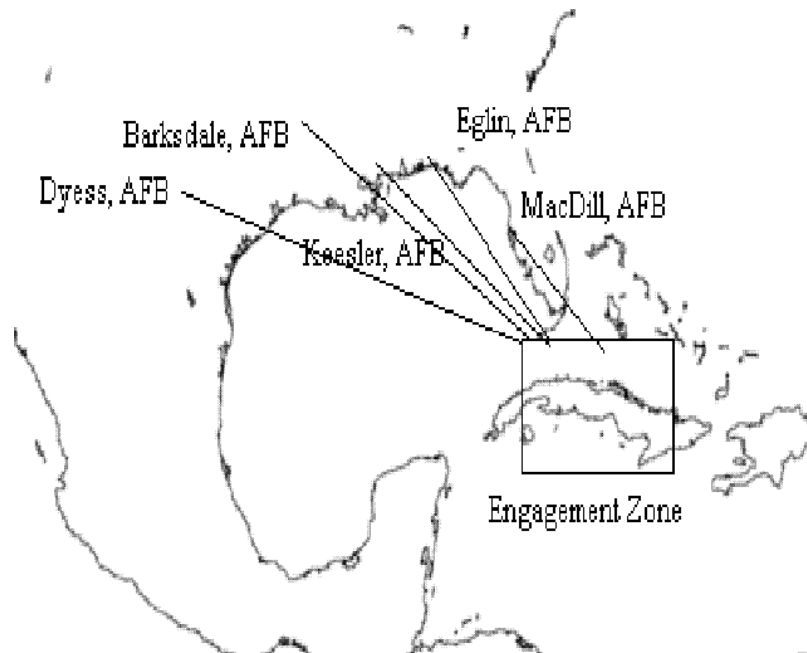 Eglin, AFB
Barksdale, AFB
Dyess, AFB
MacDill, AFB
Keesler, AFB
Engagement Zone